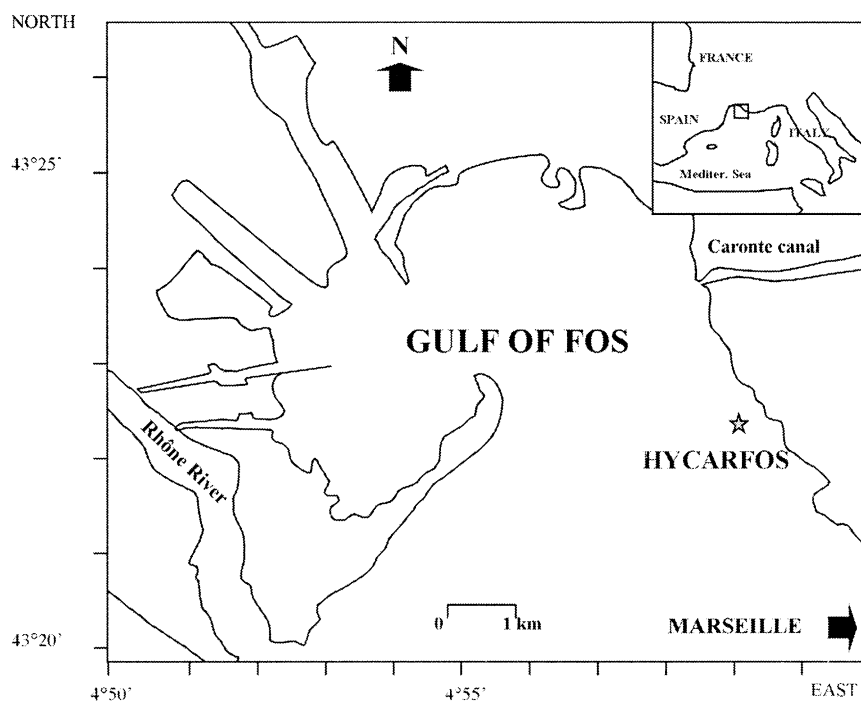 NORTH
N
FRANCE
SPAIN
ITALY
Mediter. Sea
43°25`
Caronte canal
GULF OF FOS
Rhône River
HYCARFOS
0 1 km
MARSEILLE
43°20`
4°50`
4°55`
EAST